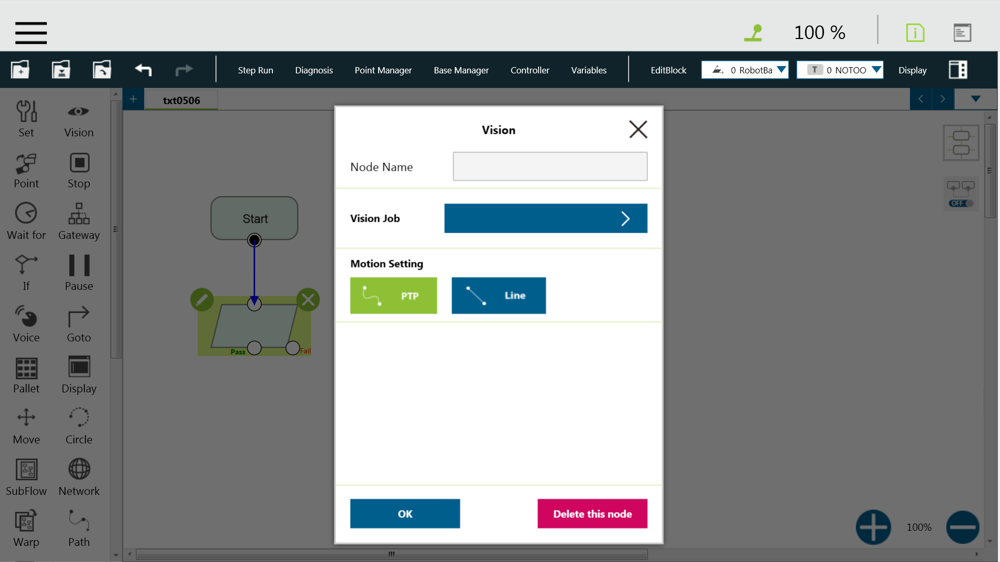 100 %
Step Run Diagnosis Point Manager Base Manager Controller Variables EditBlock 0 RobotBa T 0 NOTOO Display
txt0506
Set Vision
Point Stop
Wait for Gateway
If Pause
Voice Goto
Pallet Display
Move Circle
SubFlow Network
Warp Path
Start
Pass Fail
Vision
Node Name
Vision Job
Motion Setting
PTP Line
OK Delete this node
OFF
100%